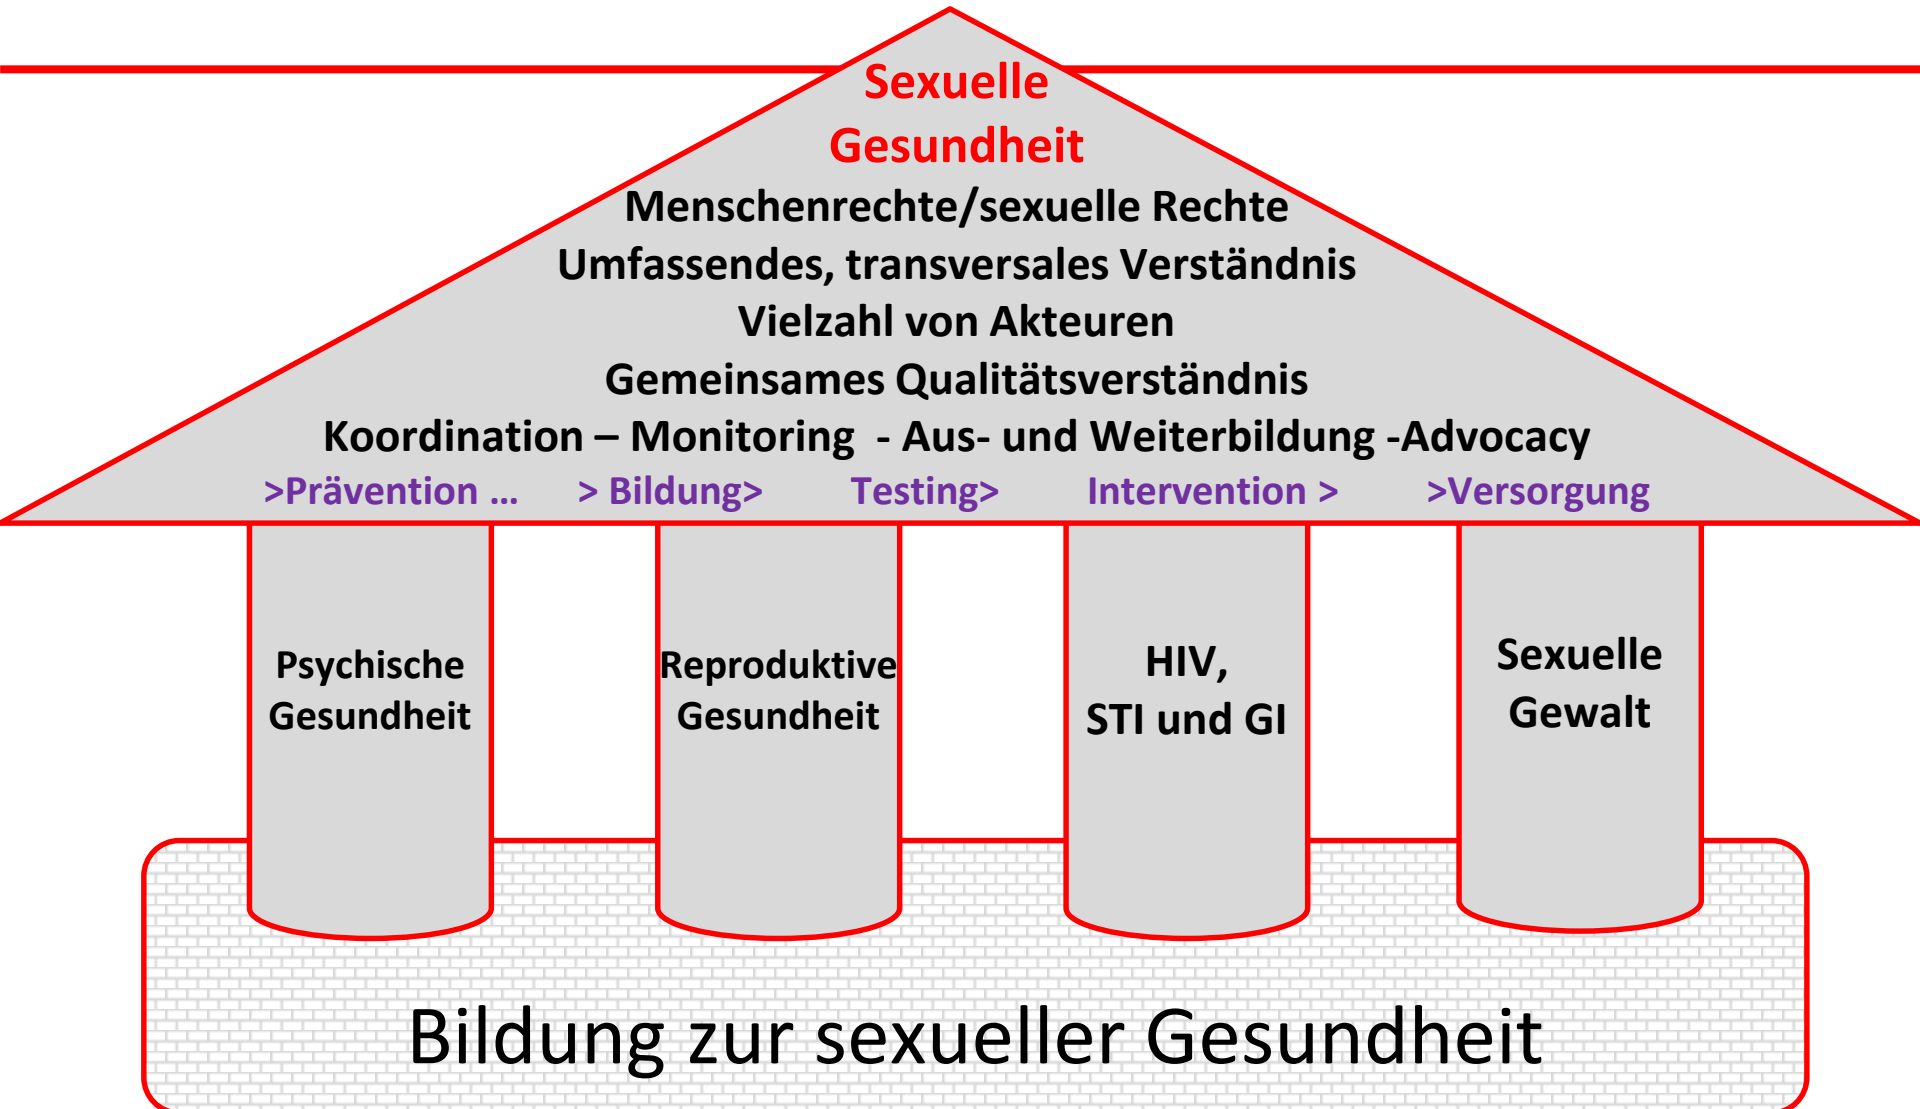 Sexuelle
Gesundheit
Menschenrechte/sexuelle Rechte
Umfassendes, transversales Verständnis
Vielzahl von Akteuren
Gemeinsames Qualitätsverständnis
Koordination – Monitoring - Aus- und Weiterbildung -Advocacy
>Prävention ... > Bildung> Testing> Intervention > >Versorgung
Psychische
Gesundheit
Reproduktive
Gesundheit
HIV,
STI und GI
Sexuelle
Gewalt
Bildung zur sexueller Gesundheit